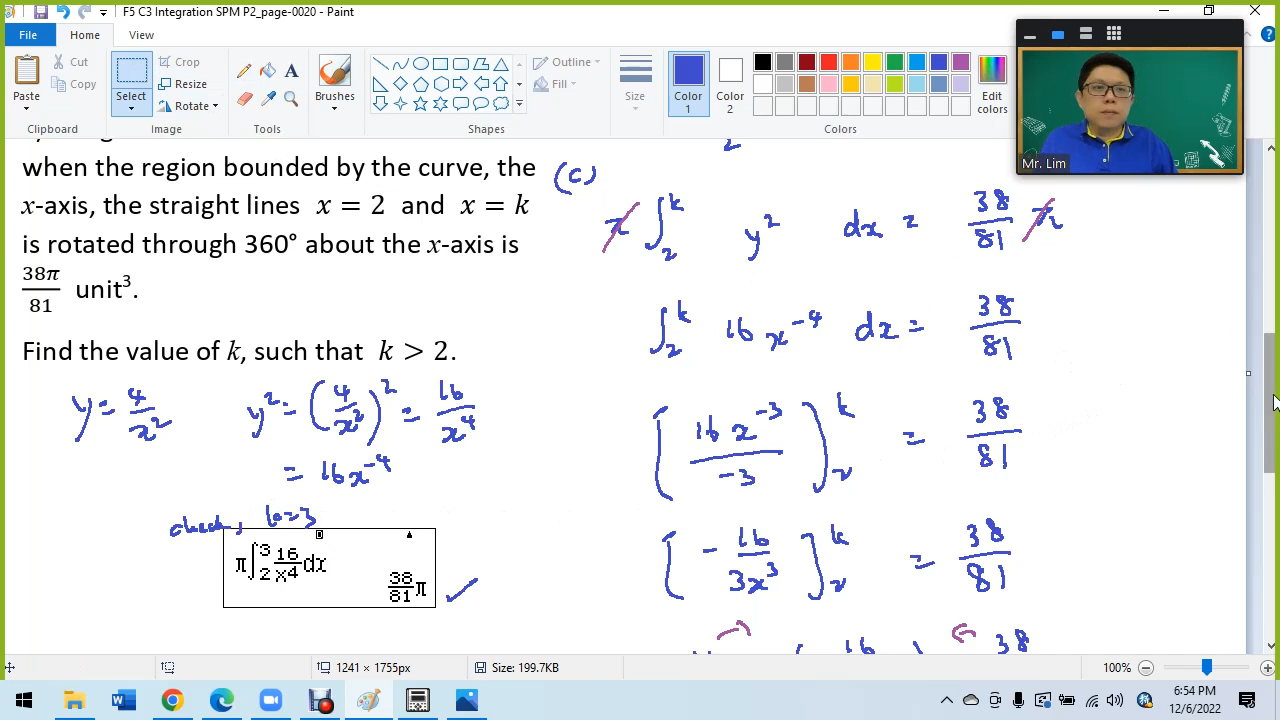 F5 C3 Integration SPM P2_page-0020 - Paint
File Home View
Paste Cut Copy Clipboard
Select Crop Resize Rotate Image
Tools
Brushes
Outline Fill Shapes
Size
Color 1 Color 2 Edit colors Colors
Mr. Lim
when the region bounded by the curve, the
x-axis, the straight lines x = 2 and x = k
is rotated through 360° about the x-axis is
38π/81 unit³.
Find the value of k, such that k > 2.
y = 4/x² y² = (4/x²)² = 16/x⁴
= 16x⁻⁴
check, k=3
π∫₂³ 16/x⁴ dx
38/81 π
(c)
π ∫₂ᵏ y² dx = 38/81 π
∫₂ᵏ 16x⁻⁴ dx = 38/81
[16x⁻³/-3]₂ᵏ = 38/81
[-16/3x³]₂ᵏ = 38/81
16 38
1241 × 1755px Size: 199.7KB 100%
6:54 PM
12/6/2022